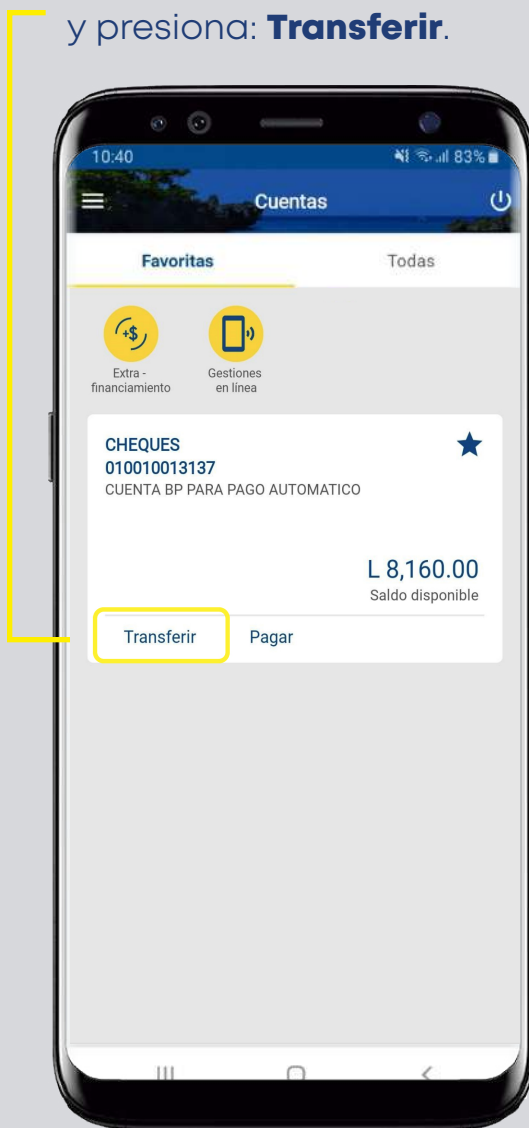 y presiona: Transferir.
10:40 83%
Cuentas
Favoritas Todas
+$
Extra -
financiamiento
Gestiones
en línea
CHEQUES
010010013137
CUENTA BP PARA PAGO AUTOMATICO
L 8,160.00
Saldo disponible
Transferir Pagar